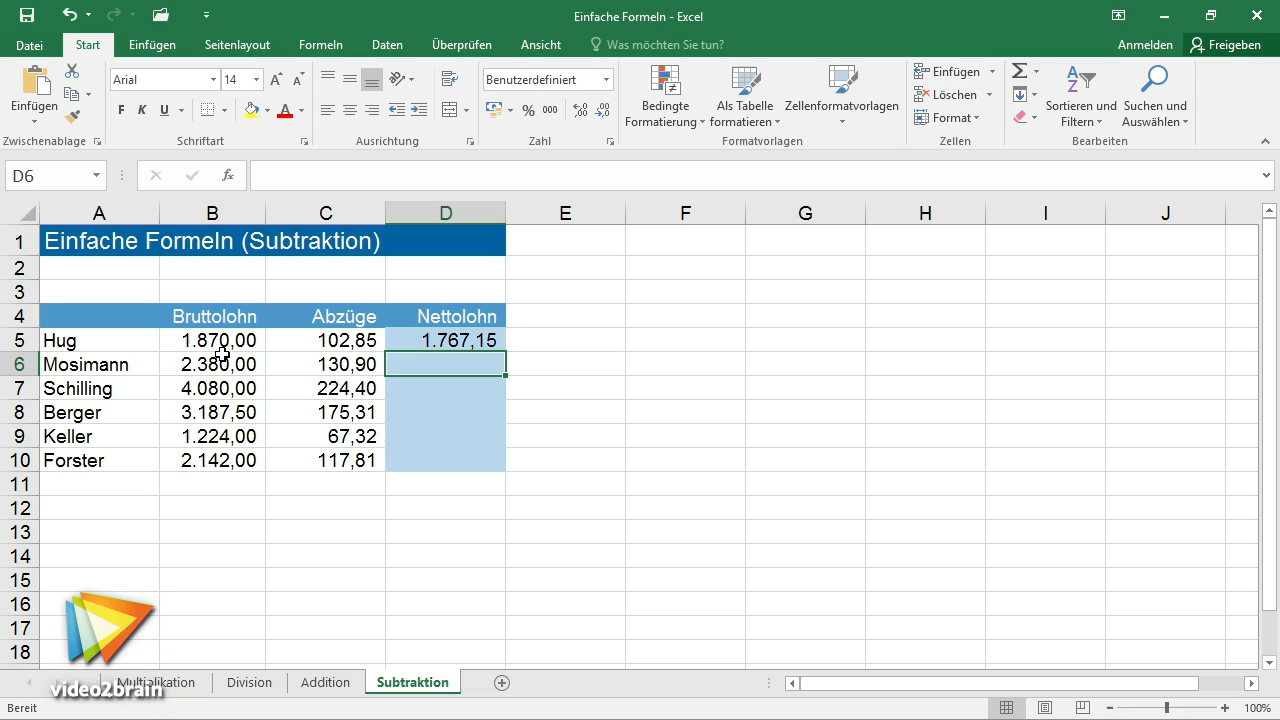 Einfache Formeln - Excel
Datei Start Einfügen Seitenlayout Formeln Daten Überprüfen Ansicht Was möchten Sie tun? Anmelden Freigeben
Einfügen
Zwischenablage
Arial 14
F K U
A
Schriftart
Ausrichtung
Benutzerdefiniert
% 000
Zahl
Bedingte Formatierung
Als Tabelle formatieren
Zellenformatvorlagen
Formatvorlagen
Einfügen
Löschen
Format
Zellen
Sortieren und Filtern
Suchen und Auswählen
Bearbeiten
D6 fx
A B C D E F G H I J
1 Einfache Formeln (Subtraktion)
2
3
4 Bruttolohn Abzüge Nettolohn
5 Hug 1.870,00 102,85 1.767,15
6 Mosimann 2.380,00 130,90
7 Schilling 4.080,00 224,40
8 Berger 3.187,50 175,31
9 Keller 1.224,00 67,32
10 Forster 2.142,00 117,81
11
12
13
14
15
16
17
18
Division Addition Subtraktion
video2brain
Bereit 100%